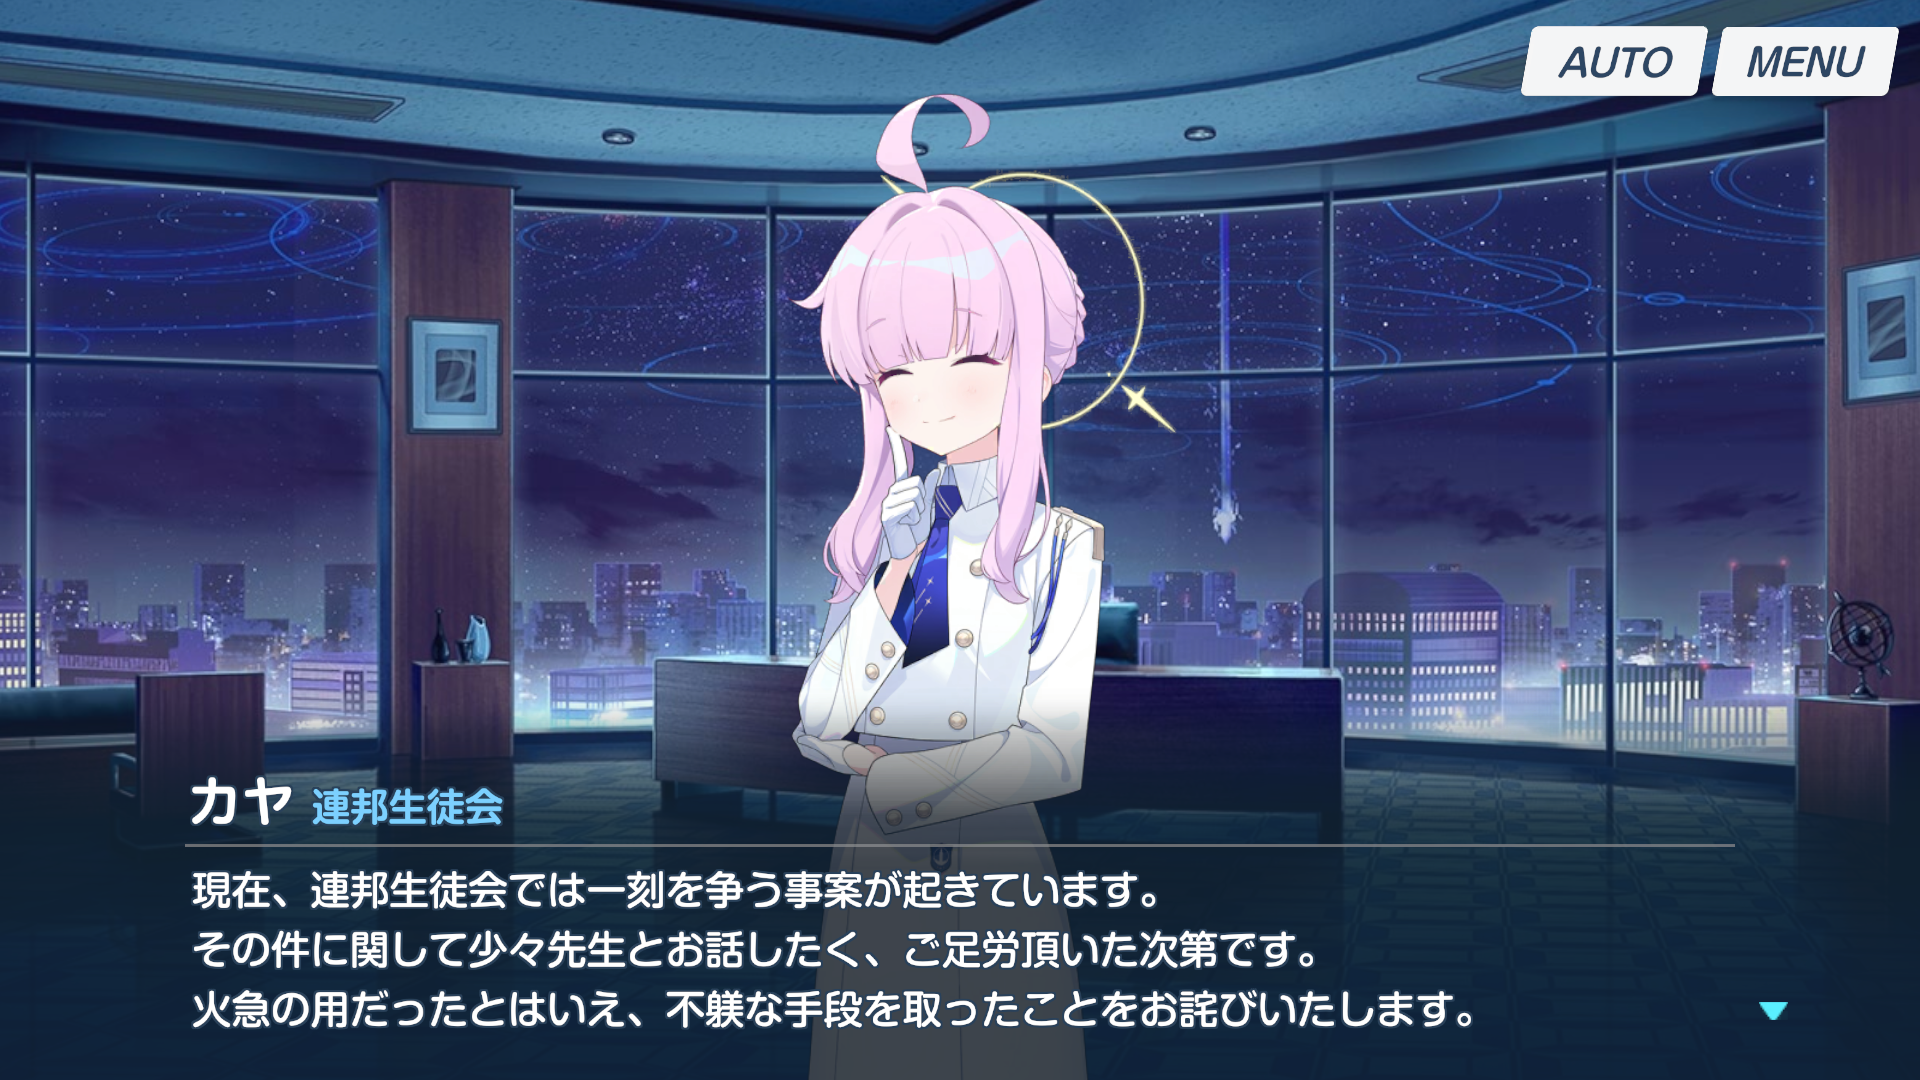 AUTO
MENU
カヤ 連邦生徒会
現在、連邦生徒会では一刻を争う事案が起きています。
その件に関して少々先生とお話したく、ご足労頂いた次第です。
火急の用だったとはいえ、不躾な手段を取ったことをお詫びいたします。